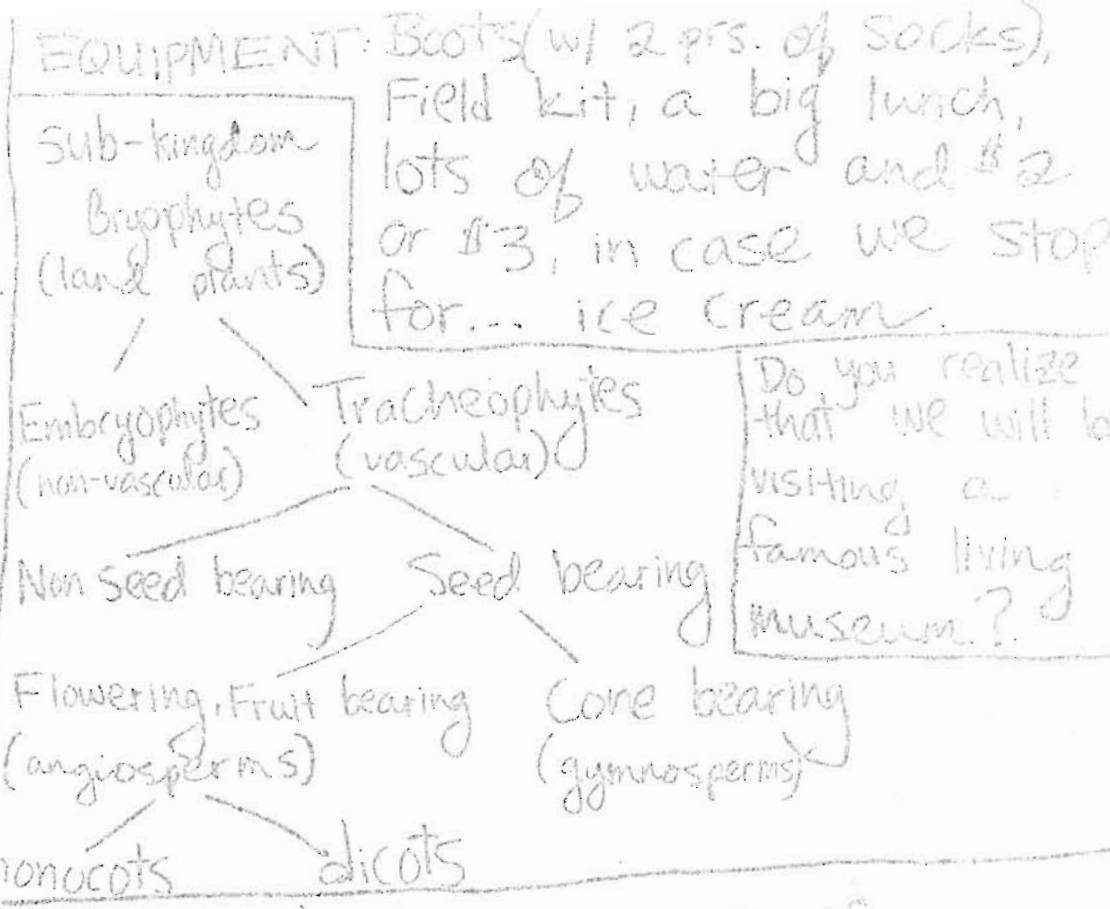 EQUIPMENT: Boots (w/ 2 prs. of socks),
Field kit, a big lunch,
lots of water and $2
or $3, in case we stop
for... ice cream.
Sub-kingdom
Bryophytes
(land plants)
Embryophytes
(non-vascular)
Tracheophytes
(vascular)
Do you realize
that we will be
visiting a
famous living
museum?
Non seed bearing
Seed bearing
Flowering, Fruit bearing
(angiosperms)
Cone bearing
(gymnosperms)
monocots
dicots